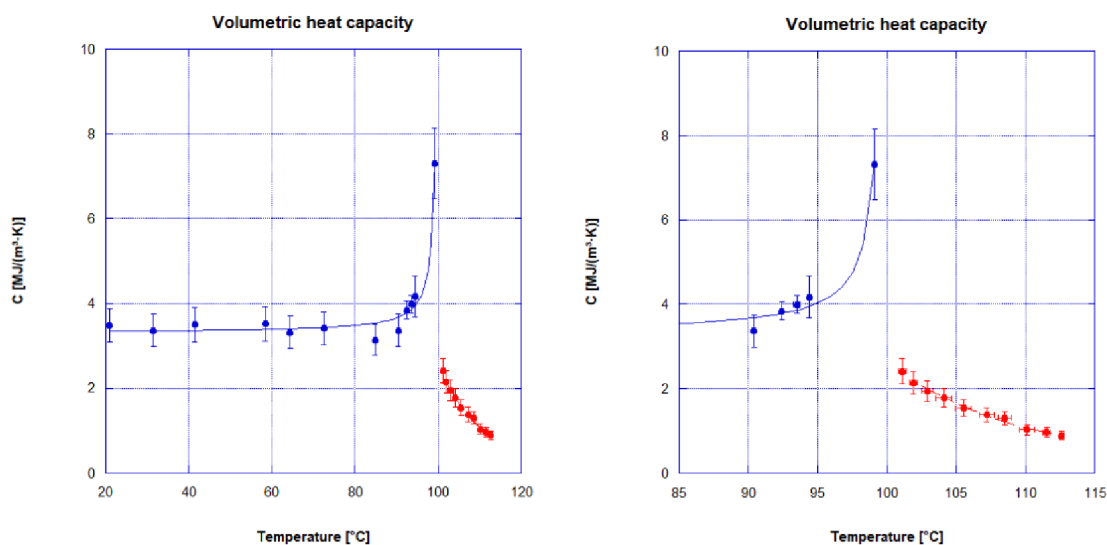 Volumetric heat capacity
10
8
6
4
2
0
20 40 60 80 100 120
C [MJ/(m³·K)]
Temperature [°C]
Volumetric heat capacity
10
8
6
4
2
0
85 90 95 100 105 110 115
C [MJ/(m³·K)]
Temperature [°C]